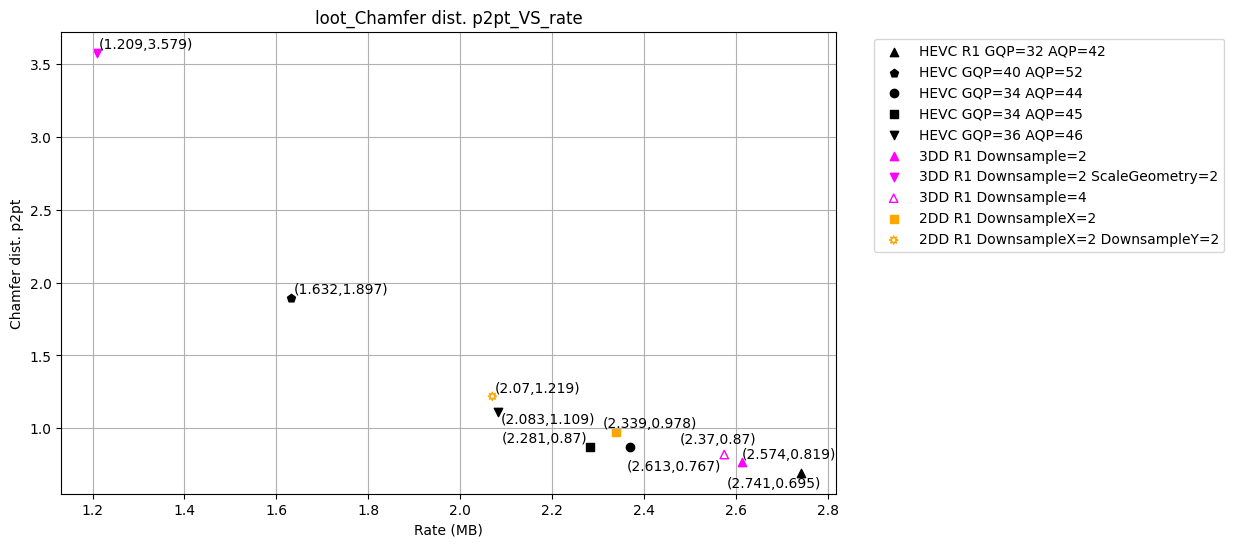 loot_Chamfer dist. p2pt_VS_rate
Chamfer dist. p2pt
3.5
3.0
2.5
2.0
1.5
1.0
(1.209,3.579)
(1.632,1.897)
(2.07,1.219)
(2.083,1.109)
(2.339,0.978)
(2.281,0.87)
(2.37,0.87)
(2.574,0.819)
(2.613,0.767)
(2.741,0.695)
1.2
1.4
1.6
1.8
2.0
2.2
2.4
2.6
2.8
Rate (MB)
HEVC R1 GQP=32 AQP=42
HEVC GQP=40 AQP=52
HEVC GQP=34 AQP=44
HEVC GQP=34 AQP=45
HEVC GQP=36 AQP=46
3DD R1 Downsample=2
3DD R1 Downsample=2 ScaleGeometry=2
3DD R1 Downsample=4
2DD R1 DownsampleX=2
2DD R1 DownsampleX=2 DownsampleY=2